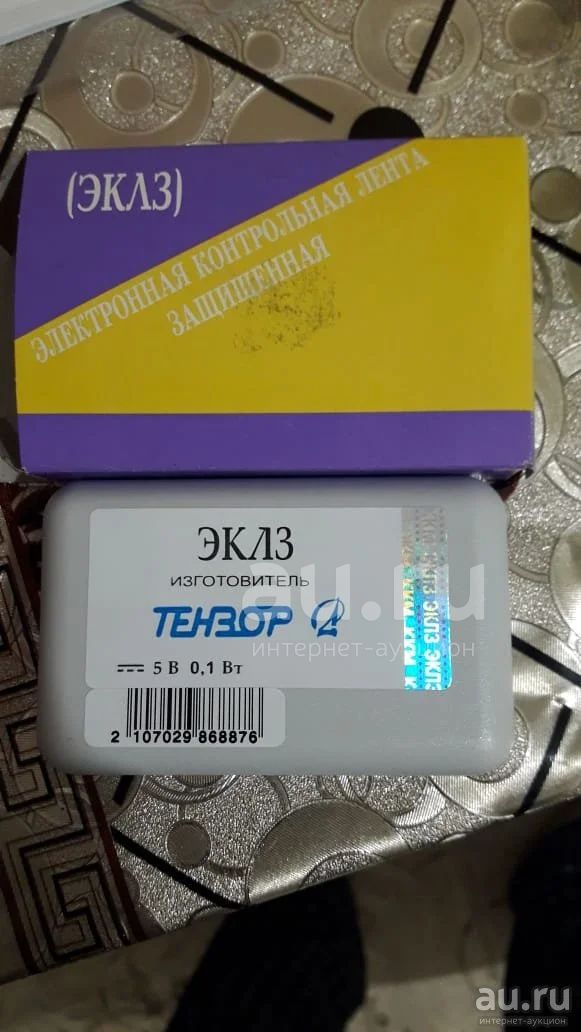 (ЭКЛЗ)
ЭЛЕКТРОННАЯ КОНТРОЛЬНАЯ ЛЕНТА
ЗАЩИЩЕННАЯ
ЭКЛЗ
ИЗГОТОВИТЕЛЬ
ТЕНЗОР
5 В 0,1 Вт
2 107029 868876
au.ru
интернет-аукцион
au.ru
интернет-аукцион